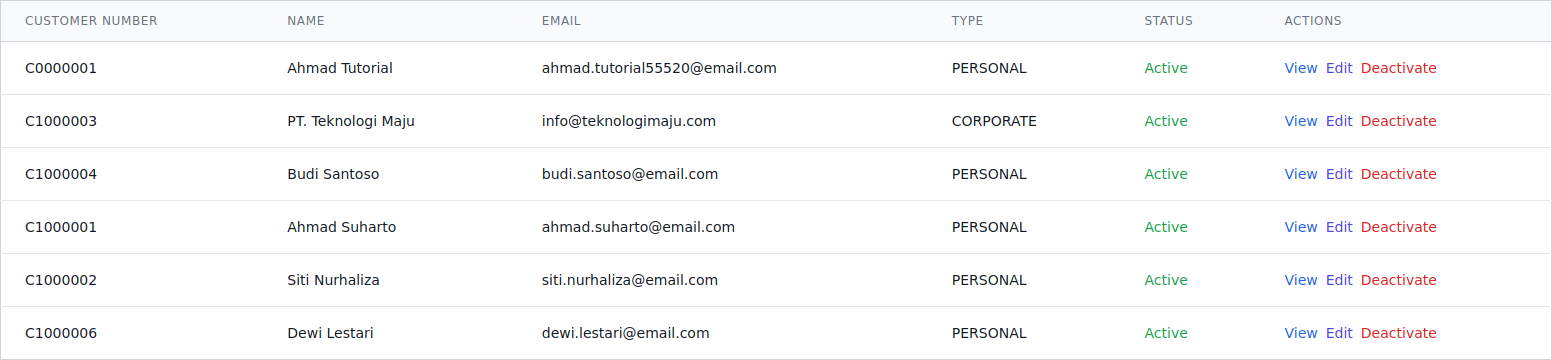 CUSTOMER NUMBER NAME EMAIL TYPE STATUS ACTIONS
C0000001 Ahmad Tutorial ahmad.tutorial55520@email.com PERSONAL Active View Edit Deactivate
C1000003 PT. Teknologi Maju info@teknologimaju.com CORPORATE Active View Edit Deactivate
C1000004 Budi Santoso budi.santoso@email.com PERSONAL Active View Edit Deactivate
C1000001 Ahmad Suharto ahmad.suharto@email.com PERSONAL Active View Edit Deactivate
C1000002 Siti Nurhaliza siti.nurhaliza@email.com PERSONAL Active View Edit Deactivate
C1000006 Dewi Lestari dewi.lestari@email.com PERSONAL Active View Edit Deactivate